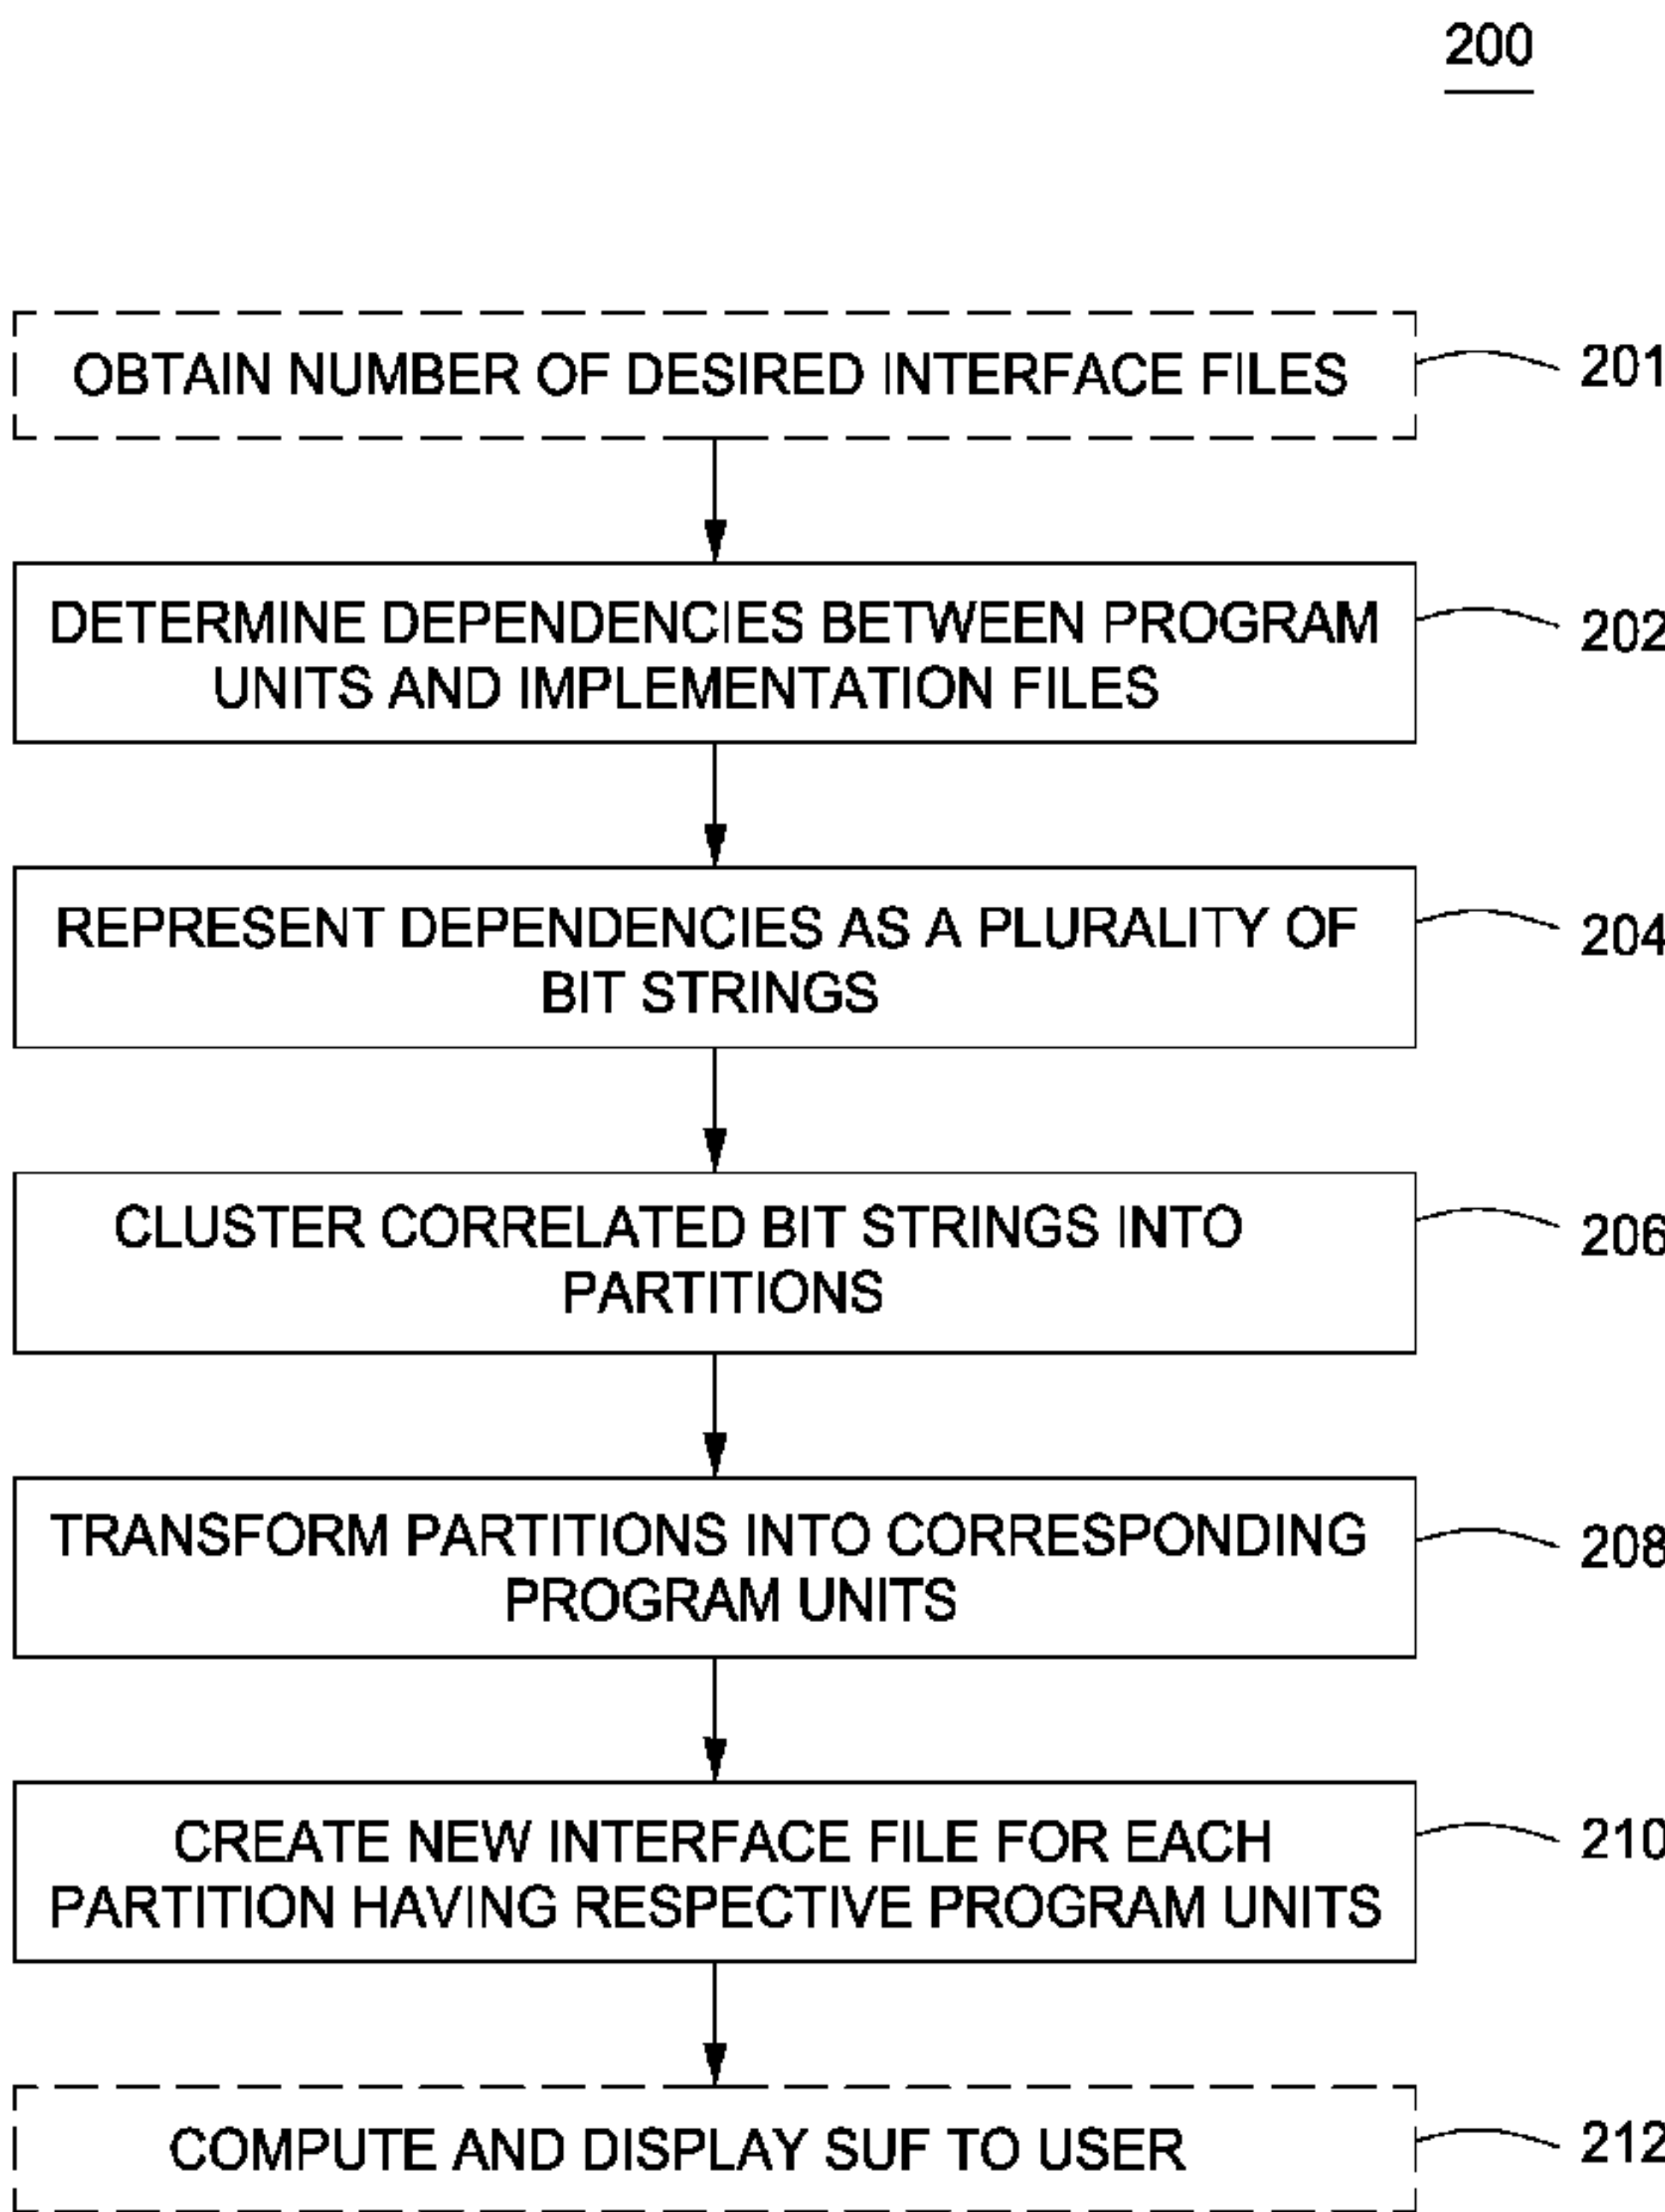 200
OBTAIN NUMBER OF DESIRED INTERFACE FILES
201
DETERMINE DEPENDENCIES BETWEEN PROGRAM
UNITS AND IMPLEMENTATION FILES
202
REPRESENT DEPENDENCIES AS A PLURALITY OF
BIT STRINGS
204
CLUSTER CORRELATED BIT STRINGS INTO
PARTITIONS
206
TRANSFORM PARTITIONS INTO CORRESPONDING
PROGRAM UNITS
208
CREATE NEW INTERFACE FILE FOR EACH
PARTITION HAVING RESPECTIVE PROGRAM UNITS
210
COMPUTE AND DISPLAY SUF TO USER
212